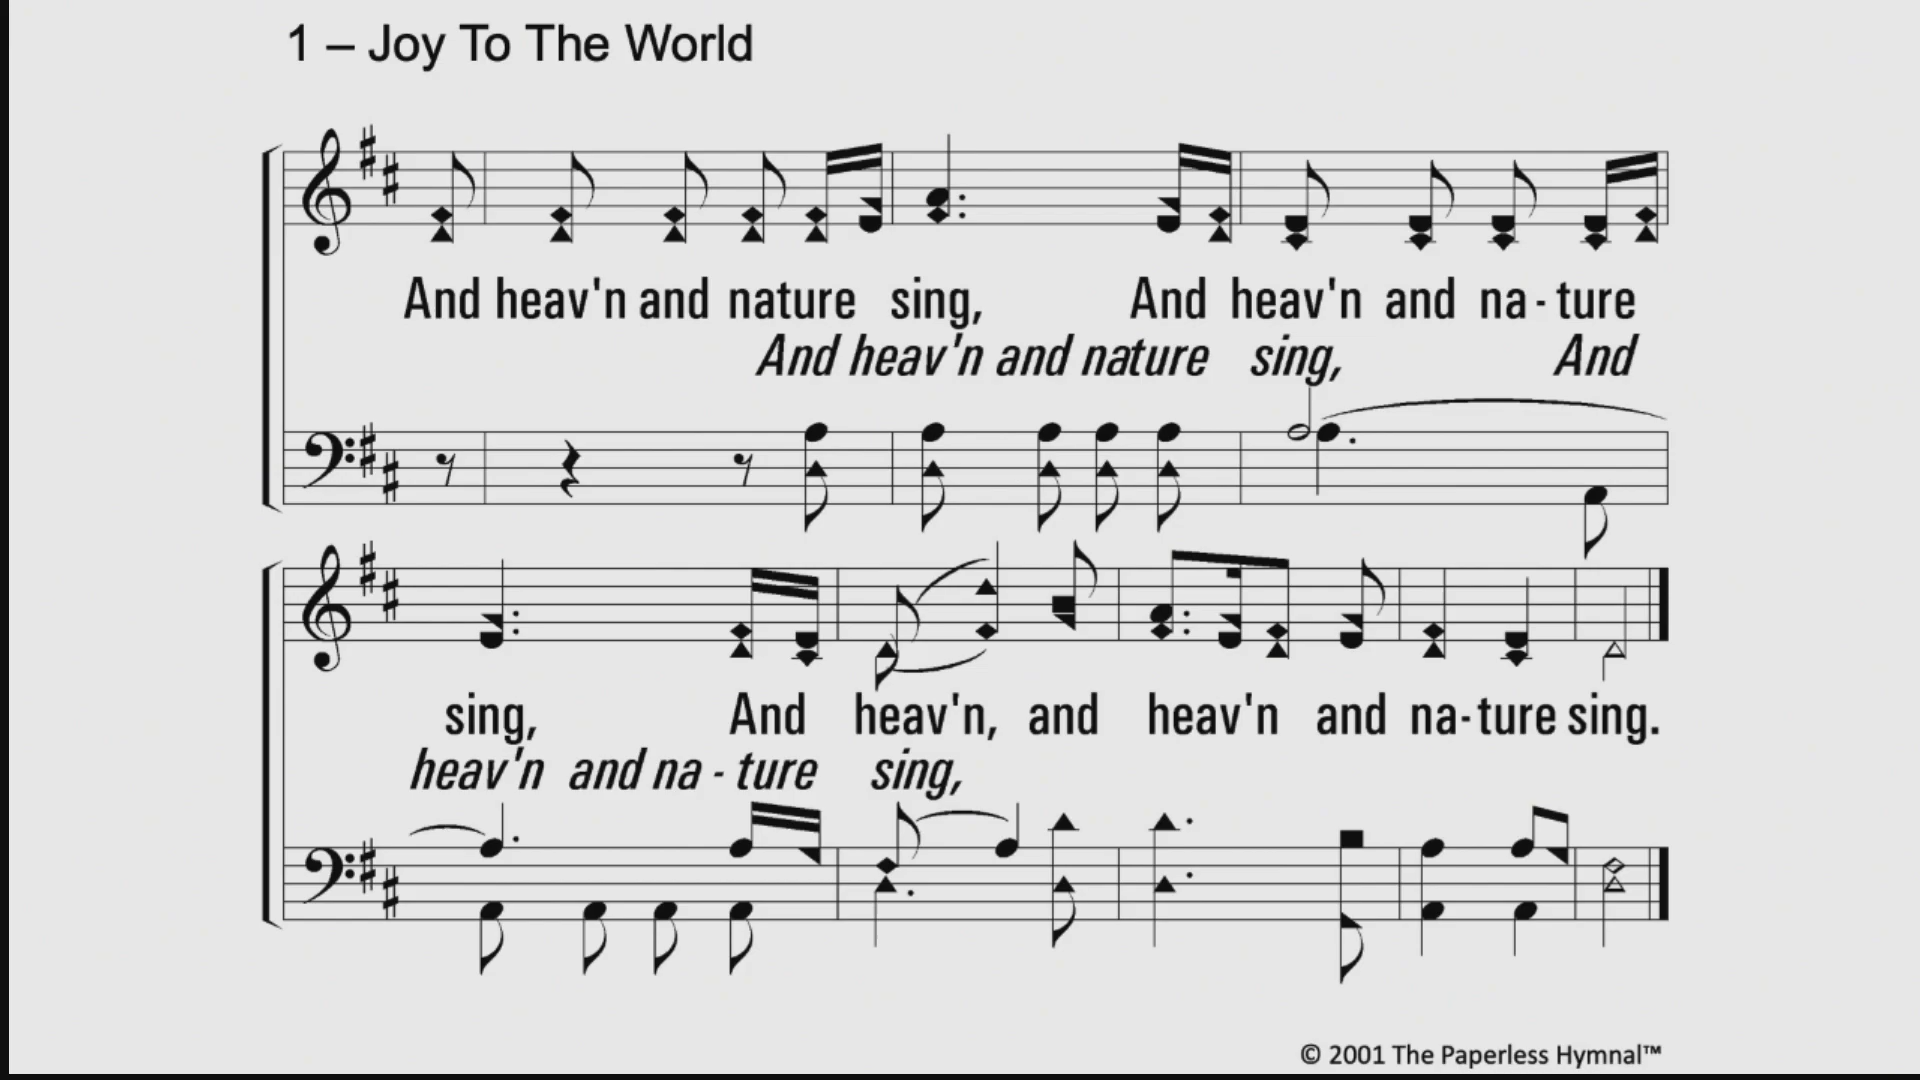 1 – Joy To The World
And heav'n and nature sing, And heav'n and na - ture
And heav'n and nature sing, And
sing, And heav'n, and heav'n and na - ture sing.
heav'n and na - ture sing,
© 2001 The Paperless Hymnal™